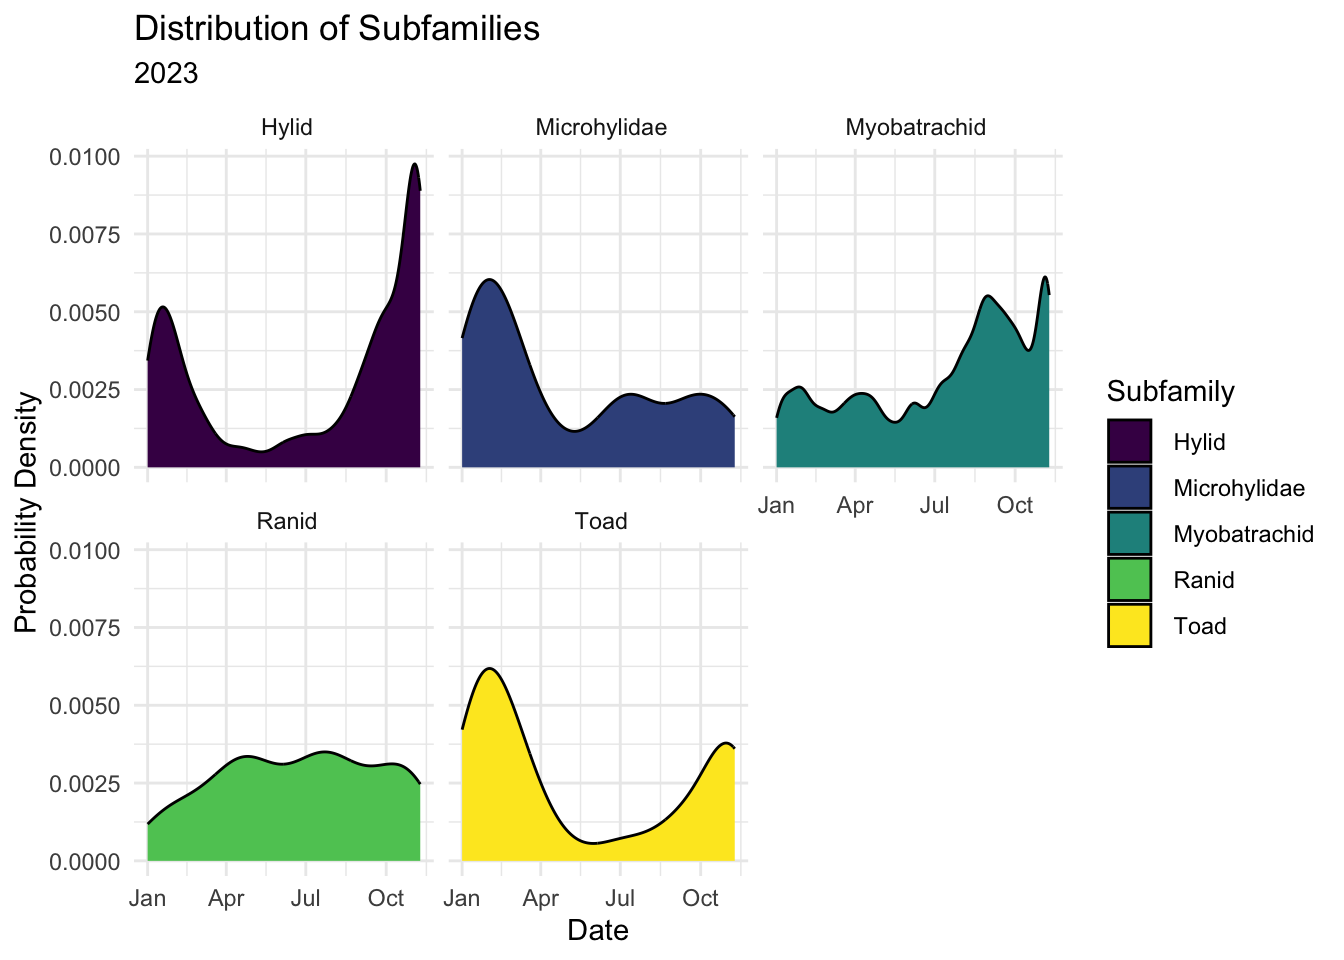 Distribution of Subfamilies
2023
Hylid Microhylidae Myobatrachid
0.0100
0.0075
0.0050
0.0025
0.0000
Jan Apr Jul Oct
Ranid Toad
0.0100
0.0075
0.0050
0.0025
0.0000
Jan Apr Jul Oct Jan Apr Jul Oct
Date
Probability Density
Subfamily
Hylid
Microhylidae
Myobatrachid
Ranid
Toad